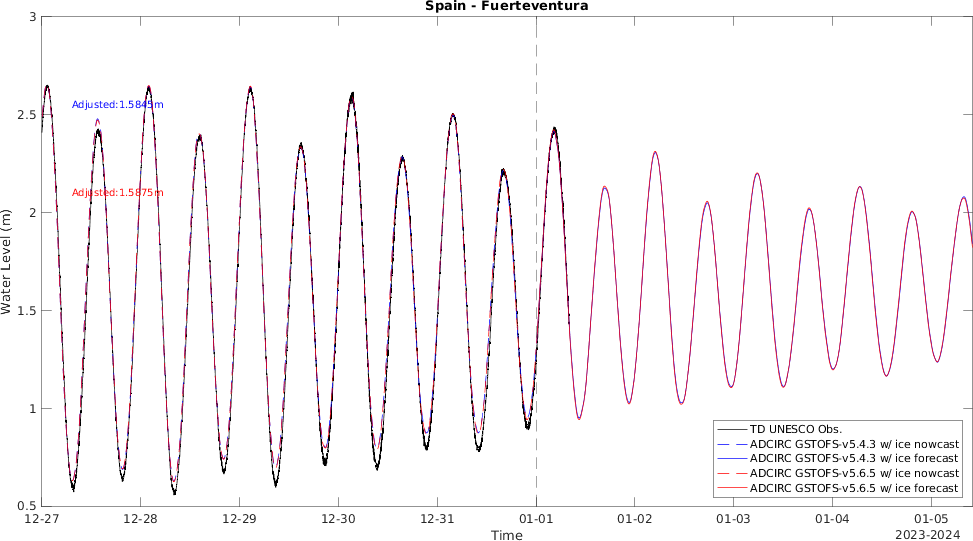 Spain - Fuerteventura
3
2.5
2
1.5
1
0.5
Water Level (m)
Adjusted:1.5845m
Adjusted:1.5875m
TD UNESCO Obs.
ADCIRC GSTOFS-v5.4.3 w/ ice nowcast
ADCIRC GSTOFS-v5.4.3 w/ ice forecast
ADCIRC GSTOFS-v5.6.5 w/ ice nowcast
ADCIRC GSTOFS-v5.6.5 w/ ice forecast
12-27 12-28 12-29 12-30 12-31 01-01 01-02 01-03 01-04 01-05
Time
2023-2024